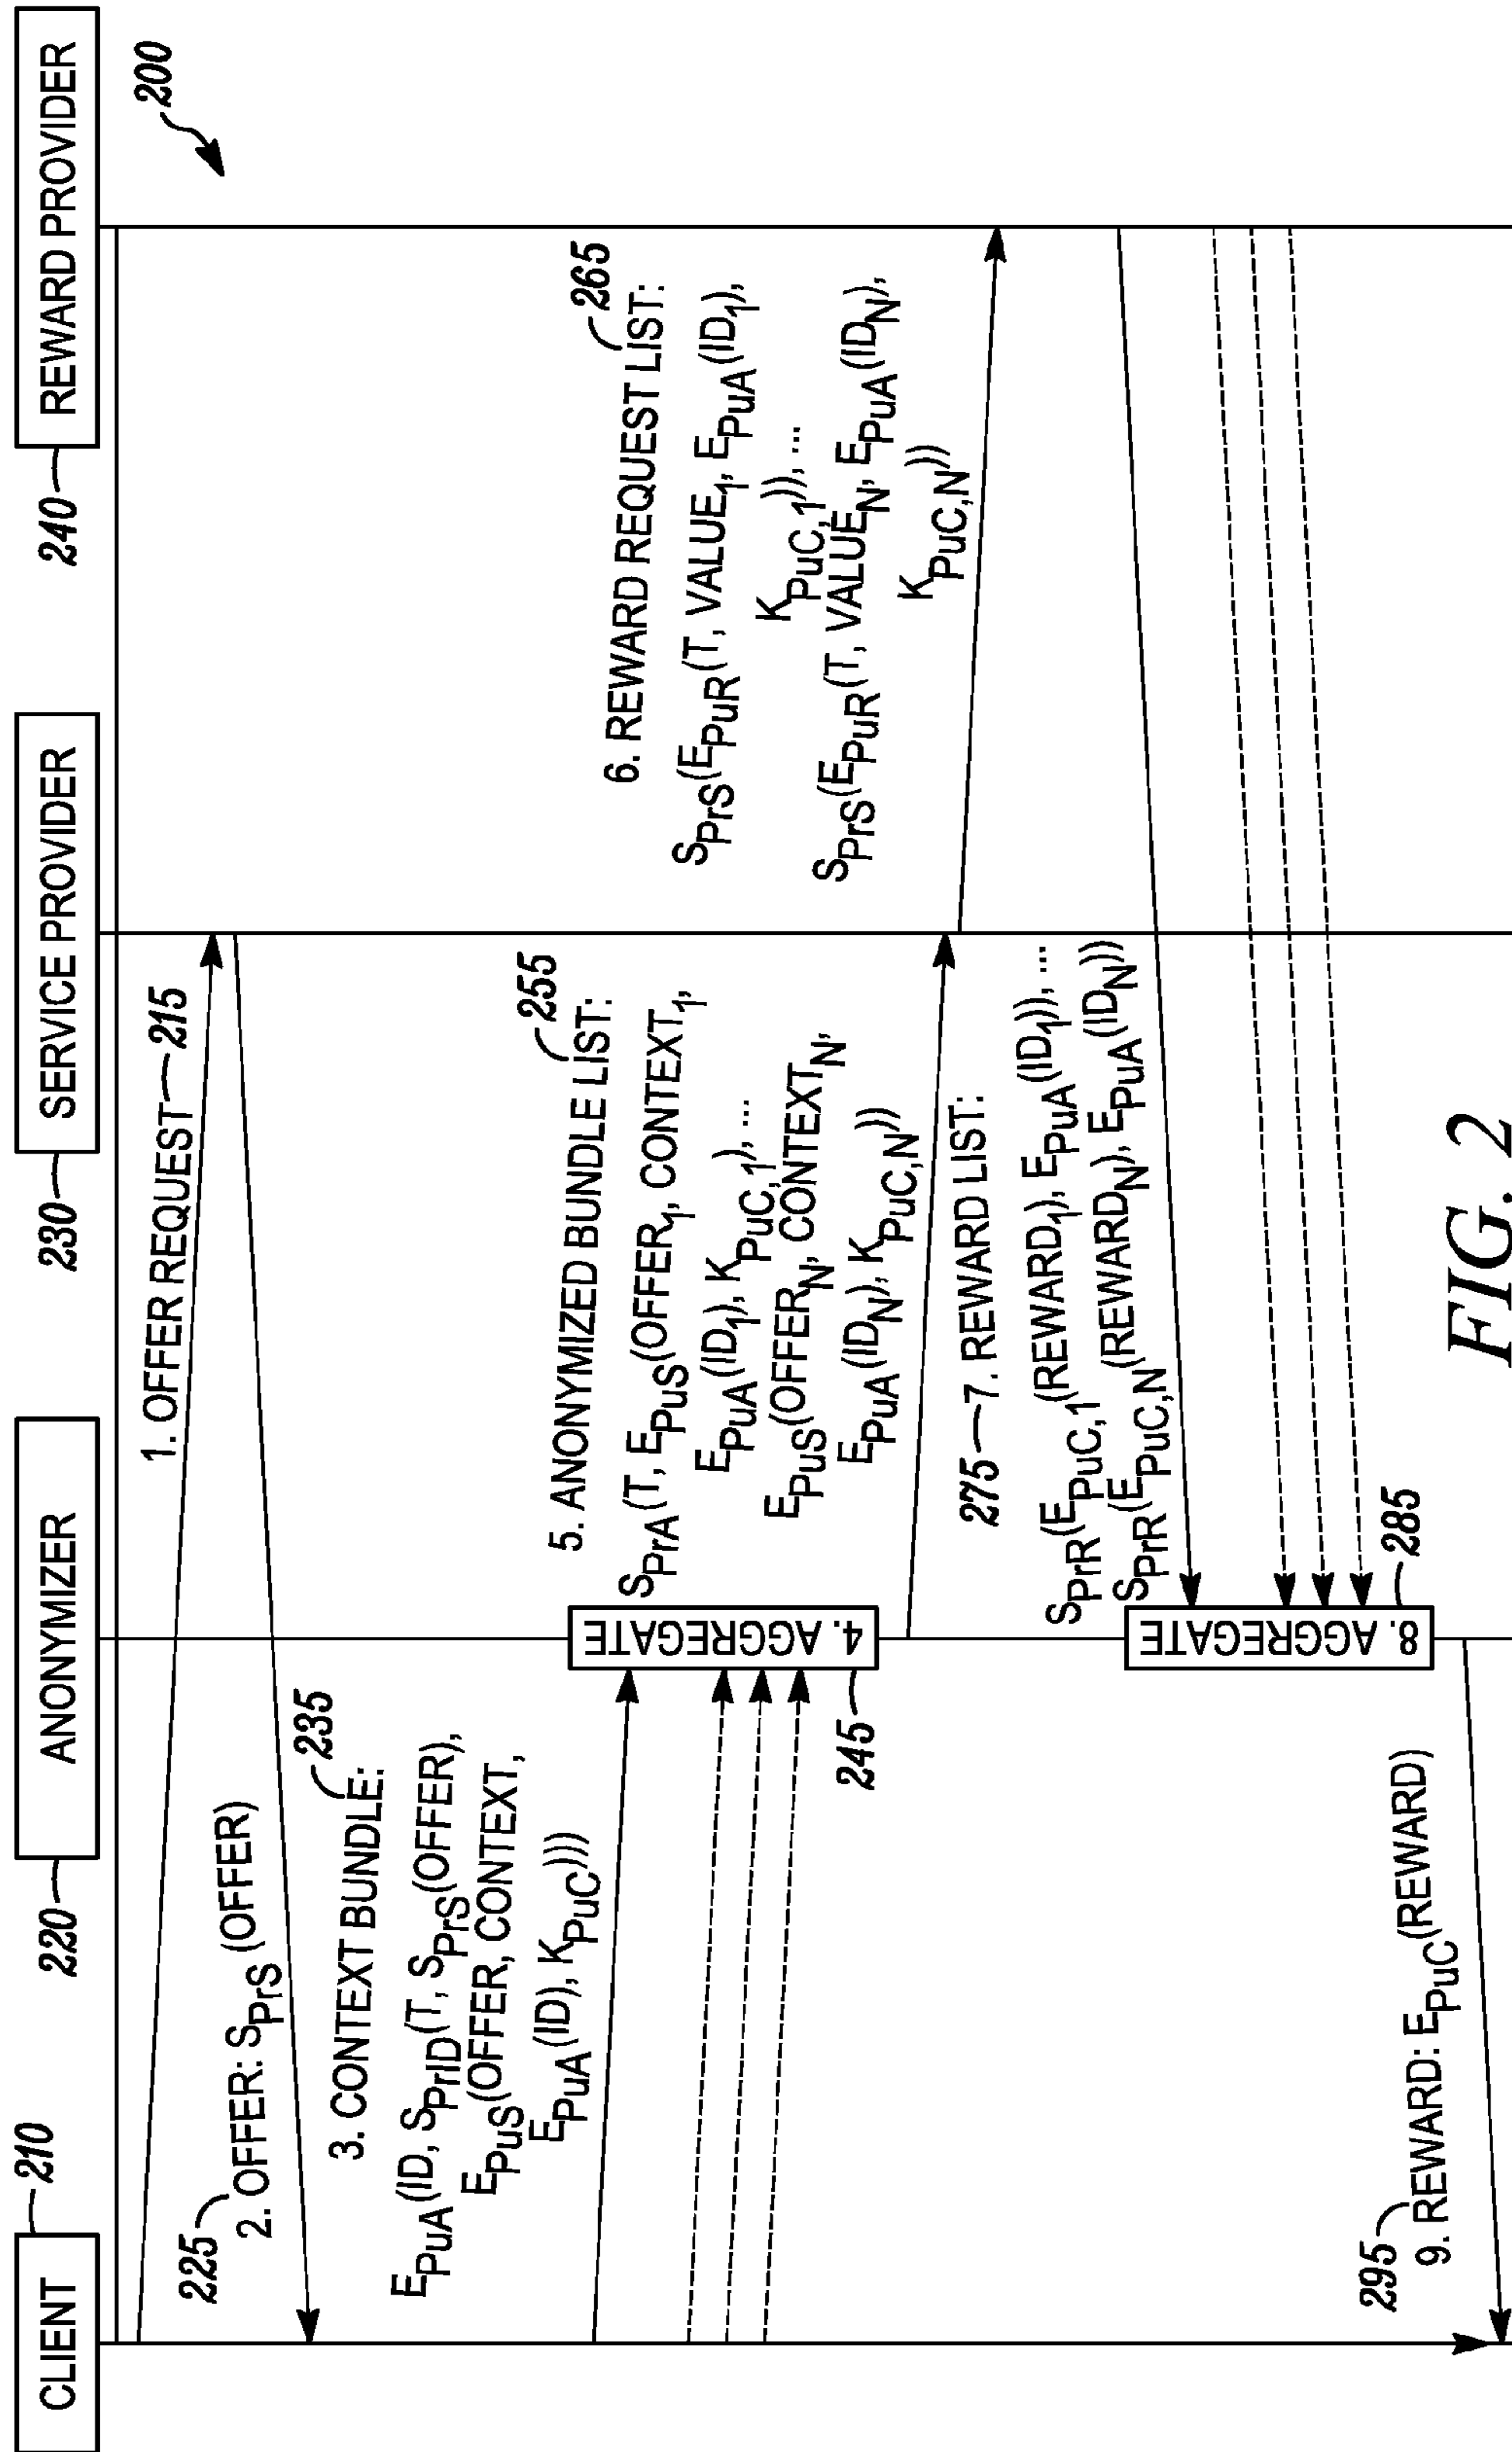 CLIENT
210
ANONYMIZER
220
SERVICE PROVIDER
230
REWARD PROVIDER
240
200
1. OFFER REQUEST
215
225
2. OFFER: S_PrS(OFFER)
235
3. CONTEXT BUNDLE:
E_PuA(ID, S_PrID(T, S_PrS(OFFER),
E_PuS(OFFER, CONTEXT,
E_PuA(ID), K_PuC)))
4. AGGREGATE
245
255
5. ANONYMIZED BUNDLE LIST:
S_PrA(T, E_PuS(OFFER_1, CONTEXT_1,
E_PuA(ID_1), K_PuC,1), ...
E_PuS(OFFER_N, CONTEXT_N,
E_PuA(ID_N), K_PuC,N))
265
6. REWARD REQUEST LIST:
S_PrS(E_PuR(T, VALUE_1, E_PuA(ID_1),
K_PuC,1)), ...
S_PrS(E_PuR(T, VALUE_N, E_PuA(ID_N),
K_PuC,N))
275
7. REWARD LIST:
S_PrR(E_PuC,1(REWARD_1), E_PuA(ID_1)), ...
S_PrR(E_PuC,N(REWARD_N), E_PuA(ID_N))
8. AGGREGATE
285
295
9. REWARD: E_PuC(REWARD)
FIG. 2